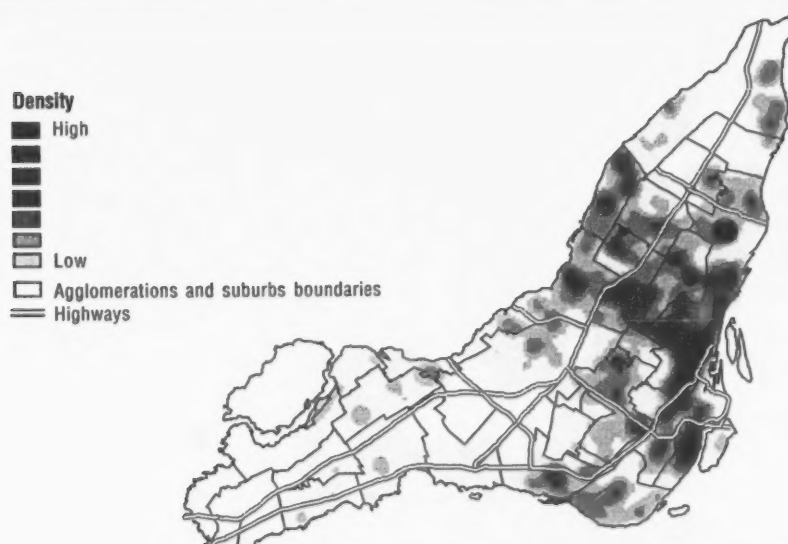 Density
High
Low
Agglomerations and suburbs boundaries
Highways